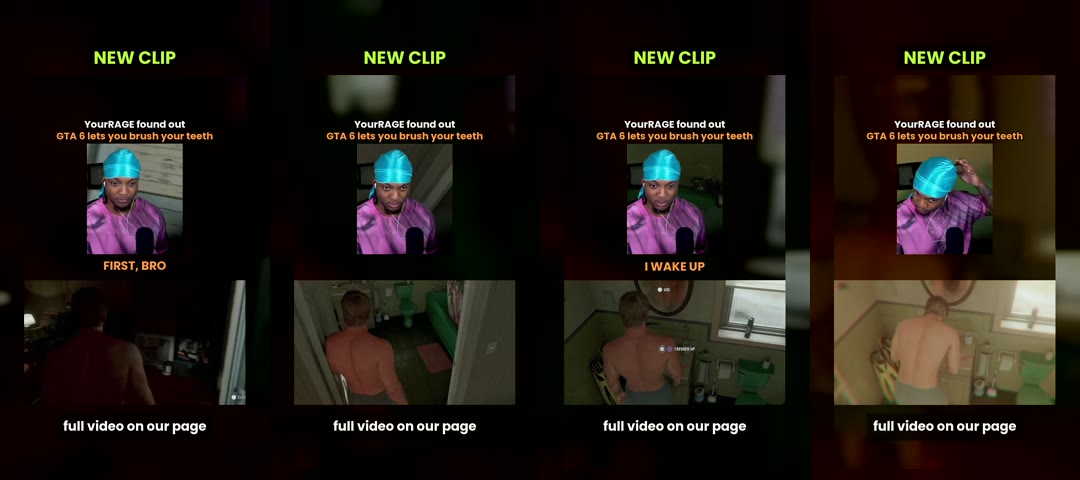 NEW CLIP
YourRAGE found out
GTA 6 lets you brush your teeth
FIRST, BRO
full video on our page
NEW CLIP
YourRAGE found out
GTA 6 lets you brush your teeth
full video on our page
NEW CLIP
YourRAGE found out
GTA 6 lets you brush your teeth
I WAKE UP
FRESHEN UP
full video on our page
NEW CLIP
YourRAGE found out
GTA 6 lets you brush your teeth
full video on our page